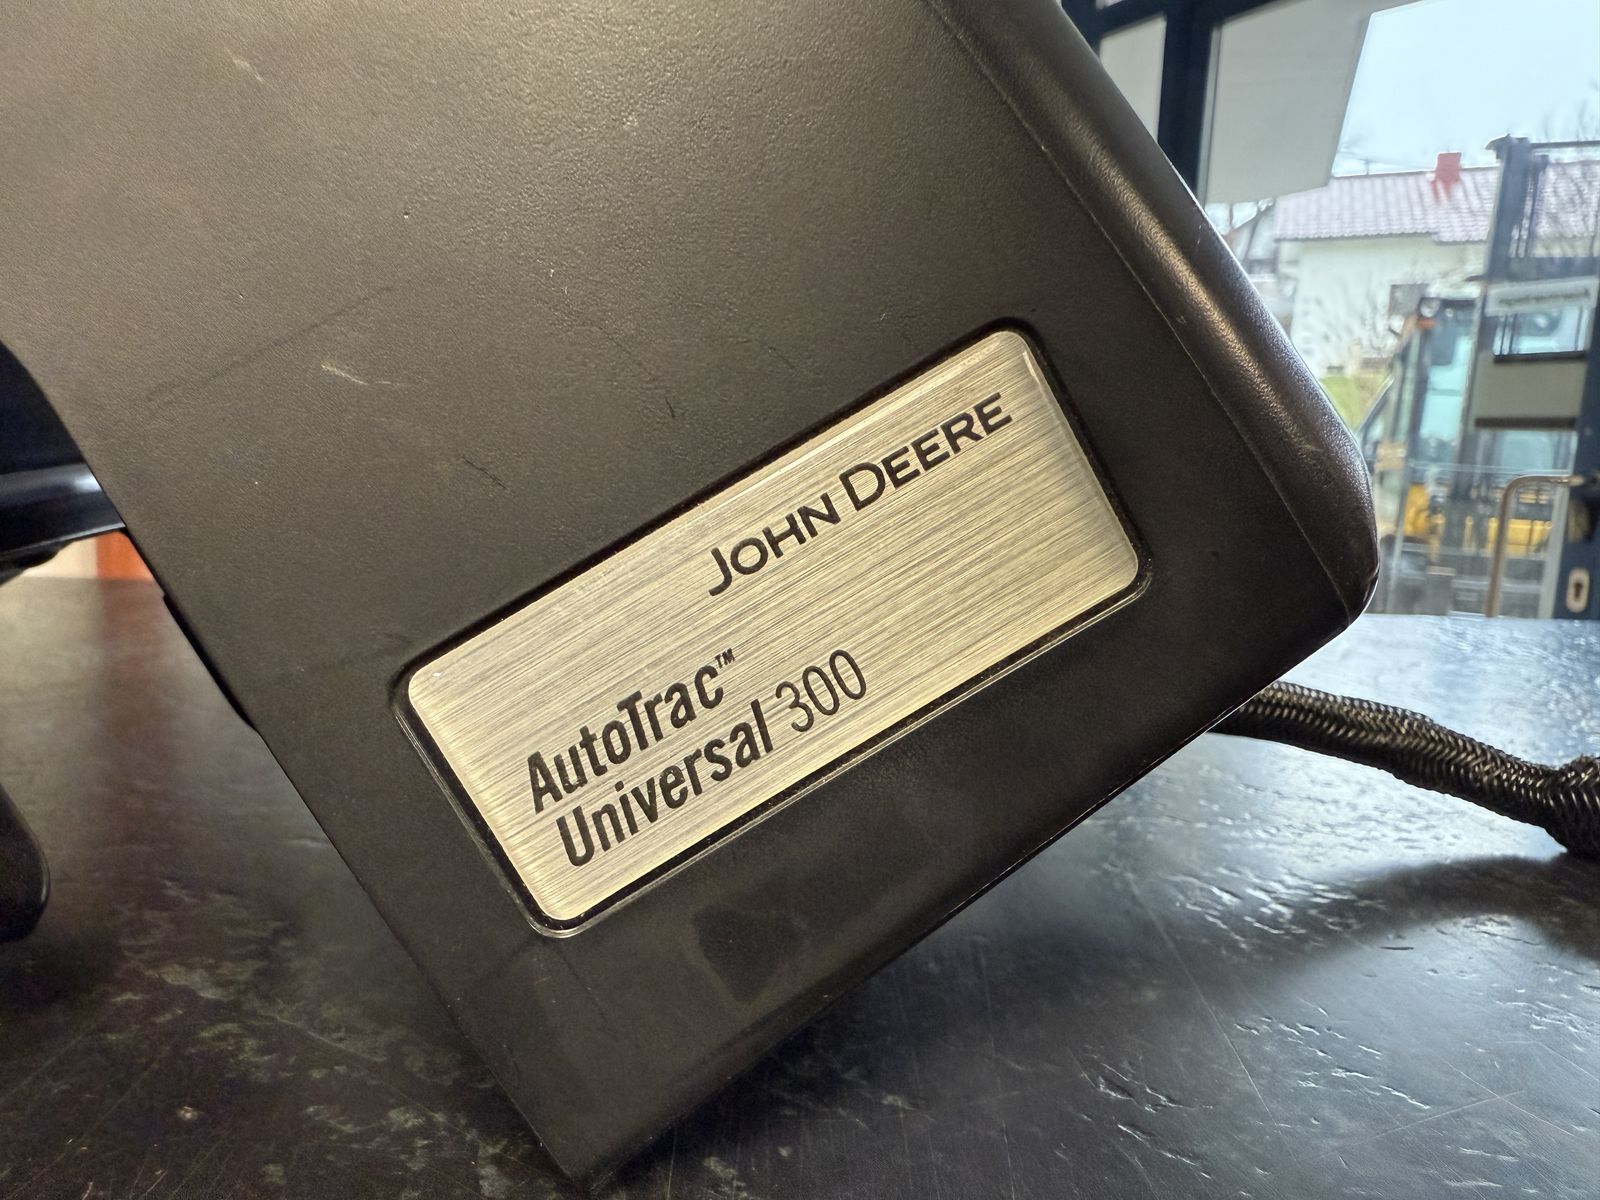 JOHN DEERE
AutoTrac™
Universal 300